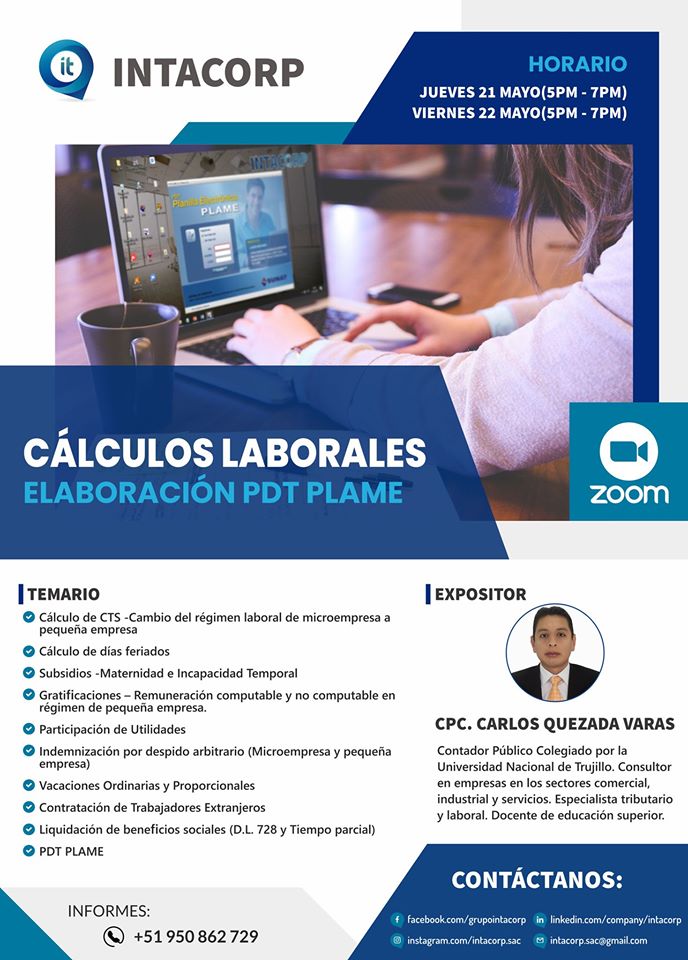 it INTACORP
HORARIO
JUEVES 21 MAYO(5PM - 7PM)
VIERNES 22 MAYO(5PM - 7PM)
INTACORP
Planilla Electrónica
PLAME
SUNAT
CÁLCULOS LABORALES
ELABORACIÓN PDT PLAME
zoom
TEMARIO
Cálculo de CTS -Cambio del régimen laboral de microempresa a
pequeña empresa
Cálculo de días feriados
Subsidios -Maternidad e Incapacidad Temporal
Gratificaciones – Remuneración computable y no computable en
régimen de pequeña empresa.
Participación de Utilidades
Indemnización por despido arbitrario (Microempresa y pequeña
empresa)
Vacaciones Ordinarias y Proporcionales
Contratación de Trabajadores Extranjeros
Liquidación de beneficios sociales (D.L. 728 y Tiempo parcial)
PDT PLAME
EXPOSITOR
CPC. CARLOS QUEZADA VARAS
Contador Público Colegiado por la
Universidad Nacional de Trujillo. Consultor
en empresas en los sectores comercial,
industrial y servicios. Especialista tributario
y laboral. Docente de educación superior.
INFORMES:
+51 950 862 729
CONTÁCTANOS:
facebook.com/grupointacorp
linkedin.com/company/intacorp
instagram.com/intacorp.sac
intacorp.sac@gmail.com